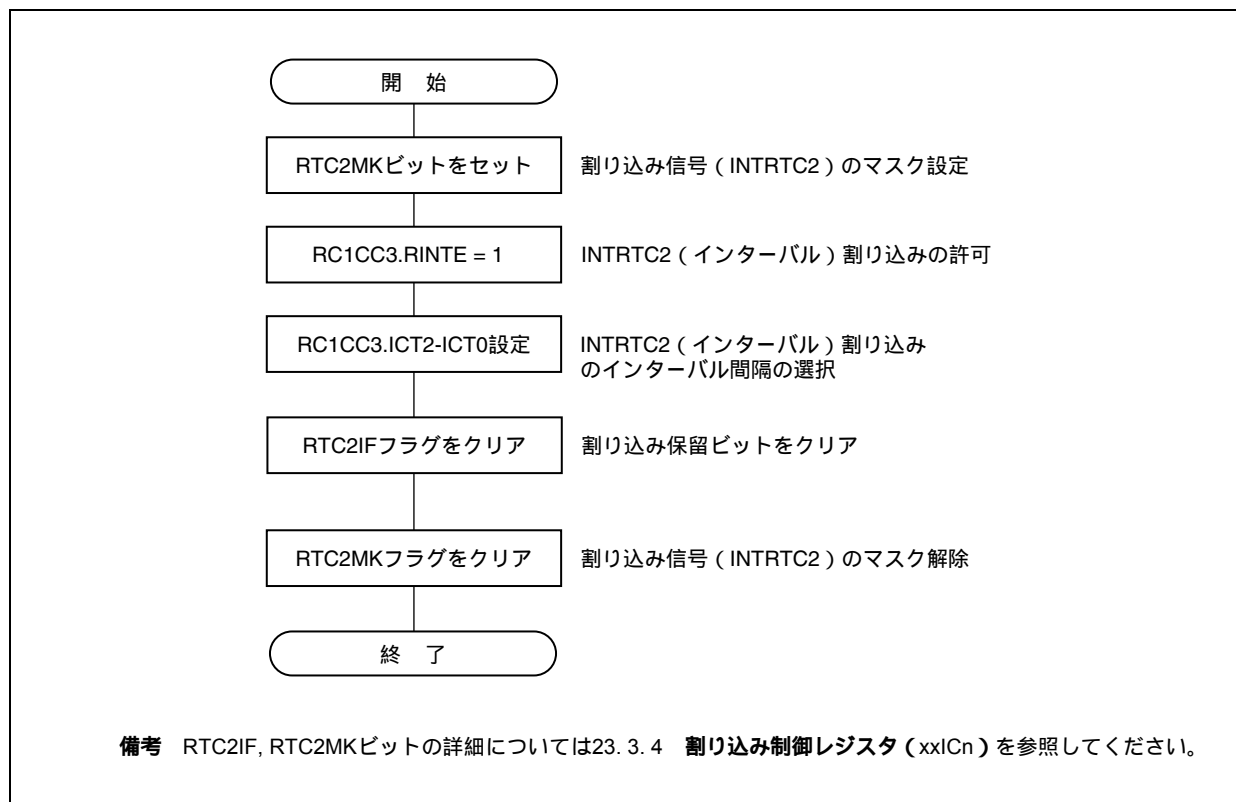 開 始
RTC2MKビットをセット
割り込み信号（INTRTC2）のマスク設定
RC1CC3.RINTE = 1
INTRTC2（インターバル）割り込みの許可
RC1CC3.ICT2-ICT0設定
INTRTC2（インターバル）割り込み
のインターバル間隔の選択
RTC2IFフラグをクリア
割り込み保留ビットをクリア
RTC2MKフラグをクリア
割り込み信号（INTRTC2）のマスク解除
終 了
備考 RTC2IF, RTC2MKビットの詳細については23. 3. 4 割り込み制御レジスタ（xxICn）を参照してください。